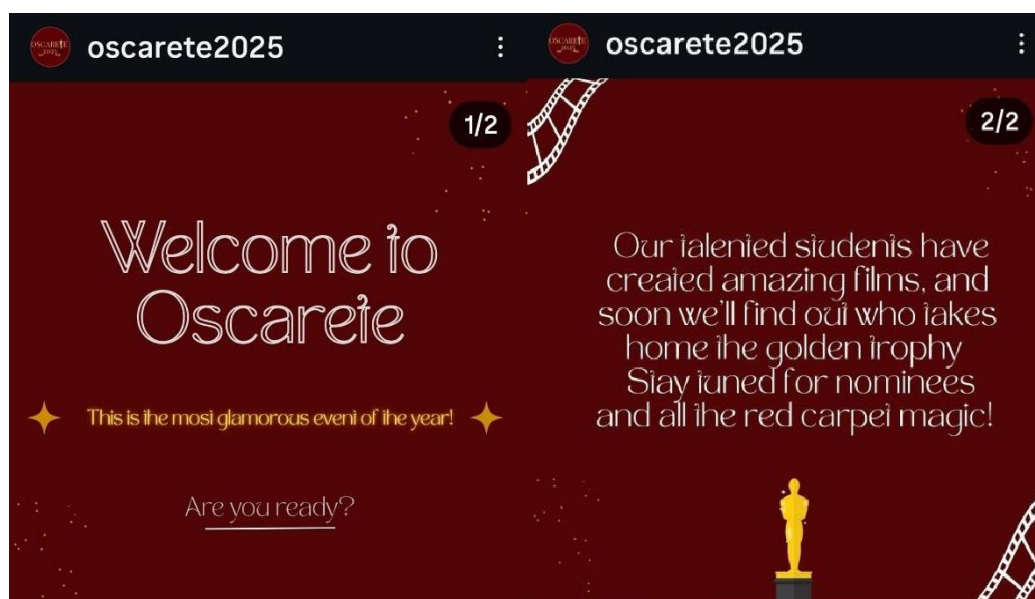 oscarete2025
1/2
Welcome to
Oscarete
This is the most glamorous event of the year!
Are you ready?
oscarete2025
2/2
Our talented students have
created amazing films, and
soon we'll find out who takes
home the golden trophy
Stay tuned for nominees
and all the red carpet magic!